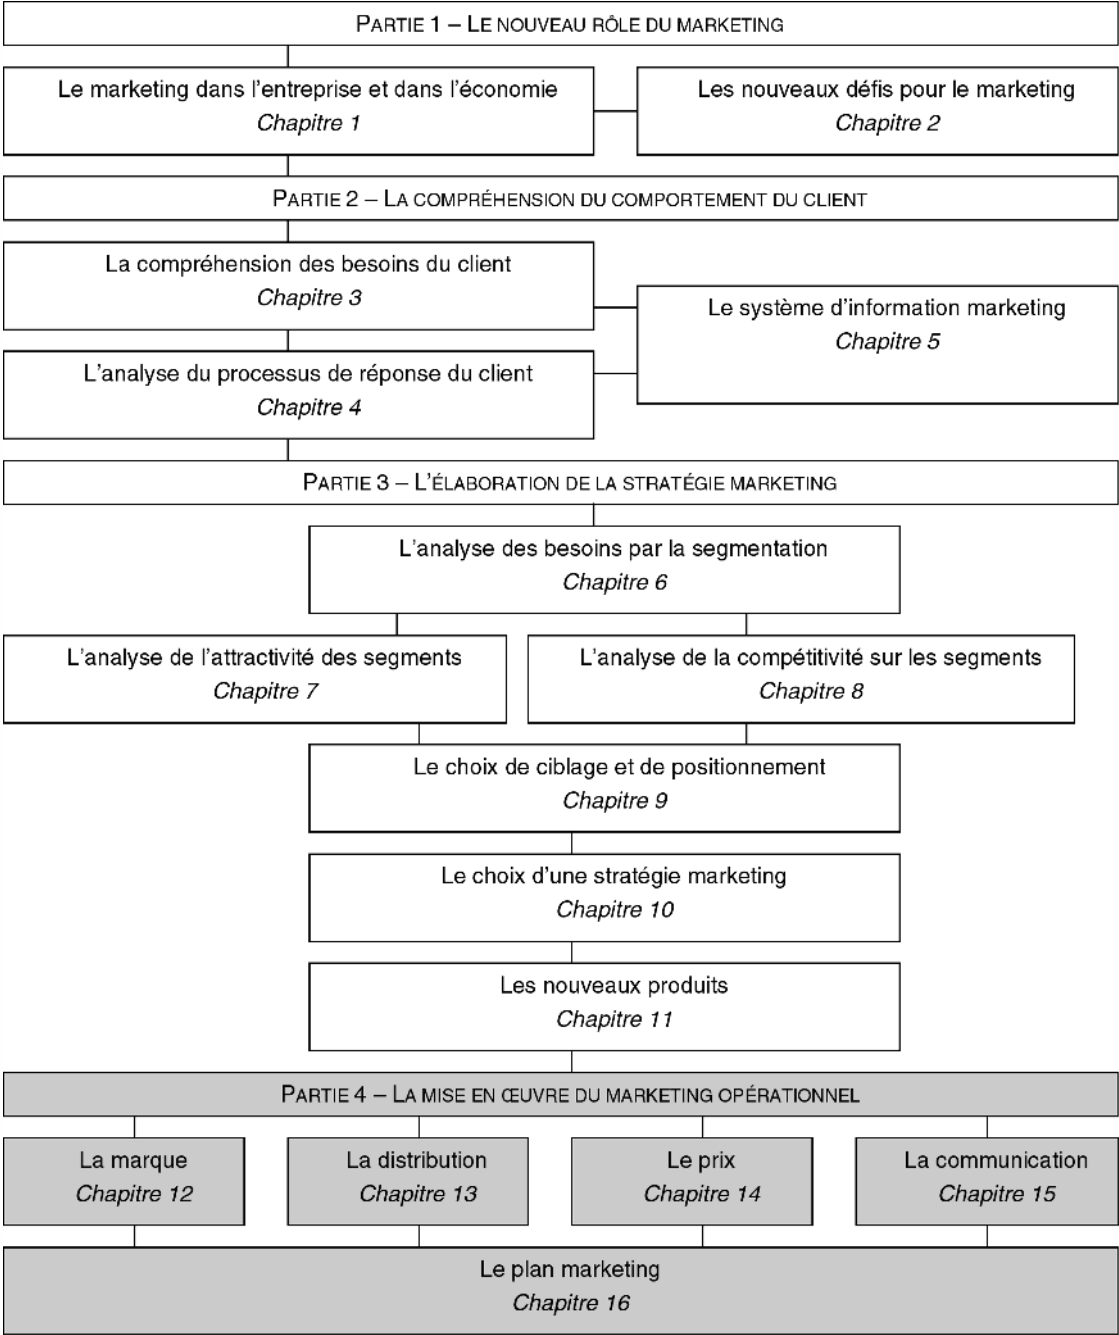 PARTIE 1 – LE NOUVEAU RÔLE DU MARKETING
Le marketing dans l'entreprise et dans l'économie
Chapitre 1
Les nouveaux défis pour le marketing
Chapitre 2
PARTIE 2 – LA COMPRÉHENSION DU COMPORTEMENT DU CLIENT
La compréhension des besoins du client
Chapitre 3
L'analyse du processus de réponse du client
Chapitre 4
Le système d'information marketing
Chapitre 5
PARTIE 3 – L'ÉLABORATION DE LA STRATÉGIE MARKETING
L'analyse des besoins par la segmentation
Chapitre 6
L'analyse de l'attractivité des segments
Chapitre 7
L'analyse de la compétitivité sur les segments
Chapitre 8
Le choix de ciblage et de positionnement
Chapitre 9
Le choix d'une stratégie marketing
Chapitre 10
Les nouveaux produits
Chapitre 11
PARTIE 4 – LA MISE EN ŒUVRE DU MARKETING OPÉRATIONNEL
La marque
Chapitre 12
La distribution
Chapitre 13
Le prix
Chapitre 14
La communication
Chapitre 15
Le plan marketing
Chapitre 16